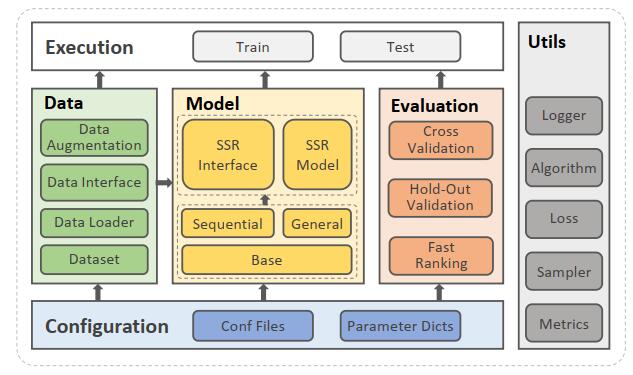 Execution
Train
Test
Utils
Logger
Algorithm
Loss
Sampler
Metrics
Data
Data
Augmentation
Data Interface
Data Loader
Dataset
Model
SSR
Interface
SSR
Model
Sequential
General
Base
Evaluation
Cross
Validation
Hold-Out
Validation
Fast
Ranking
Configuration
Conf Files
Parameter Dicts